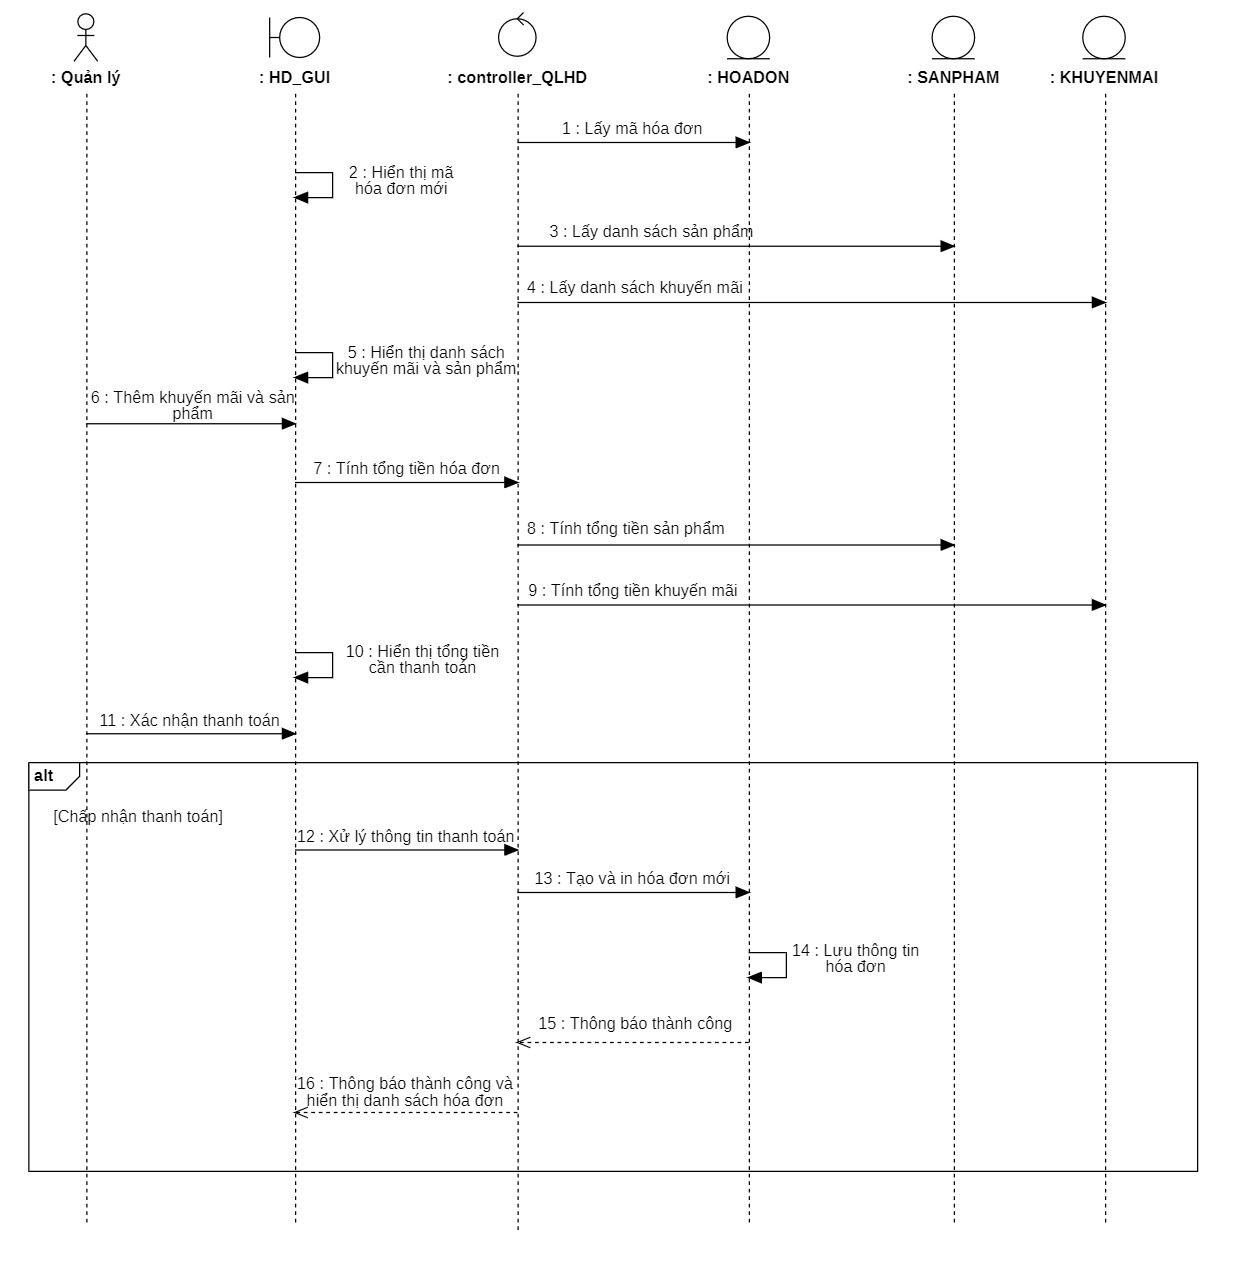 : Quản lý
: HD_GUI
: controller_QLHD
: HOADON
: SANPHAM
: KHUYENMAI
1 : Lấy mã hóa đơn
2 : Hiển thị mã
hóa đơn mới
3 : Lấy danh sách sản phẩm
4 : Lấy danh sách khuyến mãi
5 : Hiển thị danh sách
khuyến mãi và sản phẩm
6 : Thêm khuyến mãi và sản
phẩm
7 : Tính tổng tiền hóa đơn
8 : Tính tổng tiền sản phẩm
9 : Tính tổng tiền khuyến mãi
10 : Hiển thị tổng tiền
cần thanh toán
11 : Xác nhận thanh toán
alt
[Chấp nhận thanh toán]
12 : Xử lý thông tin thanh toán
13 : Tạo và in hóa đơn mới
14 : Lưu thông tin
hóa đơn
15 : Thông báo thành công
16 : Thông báo thành công và
hiển thị danh sách hóa đơn